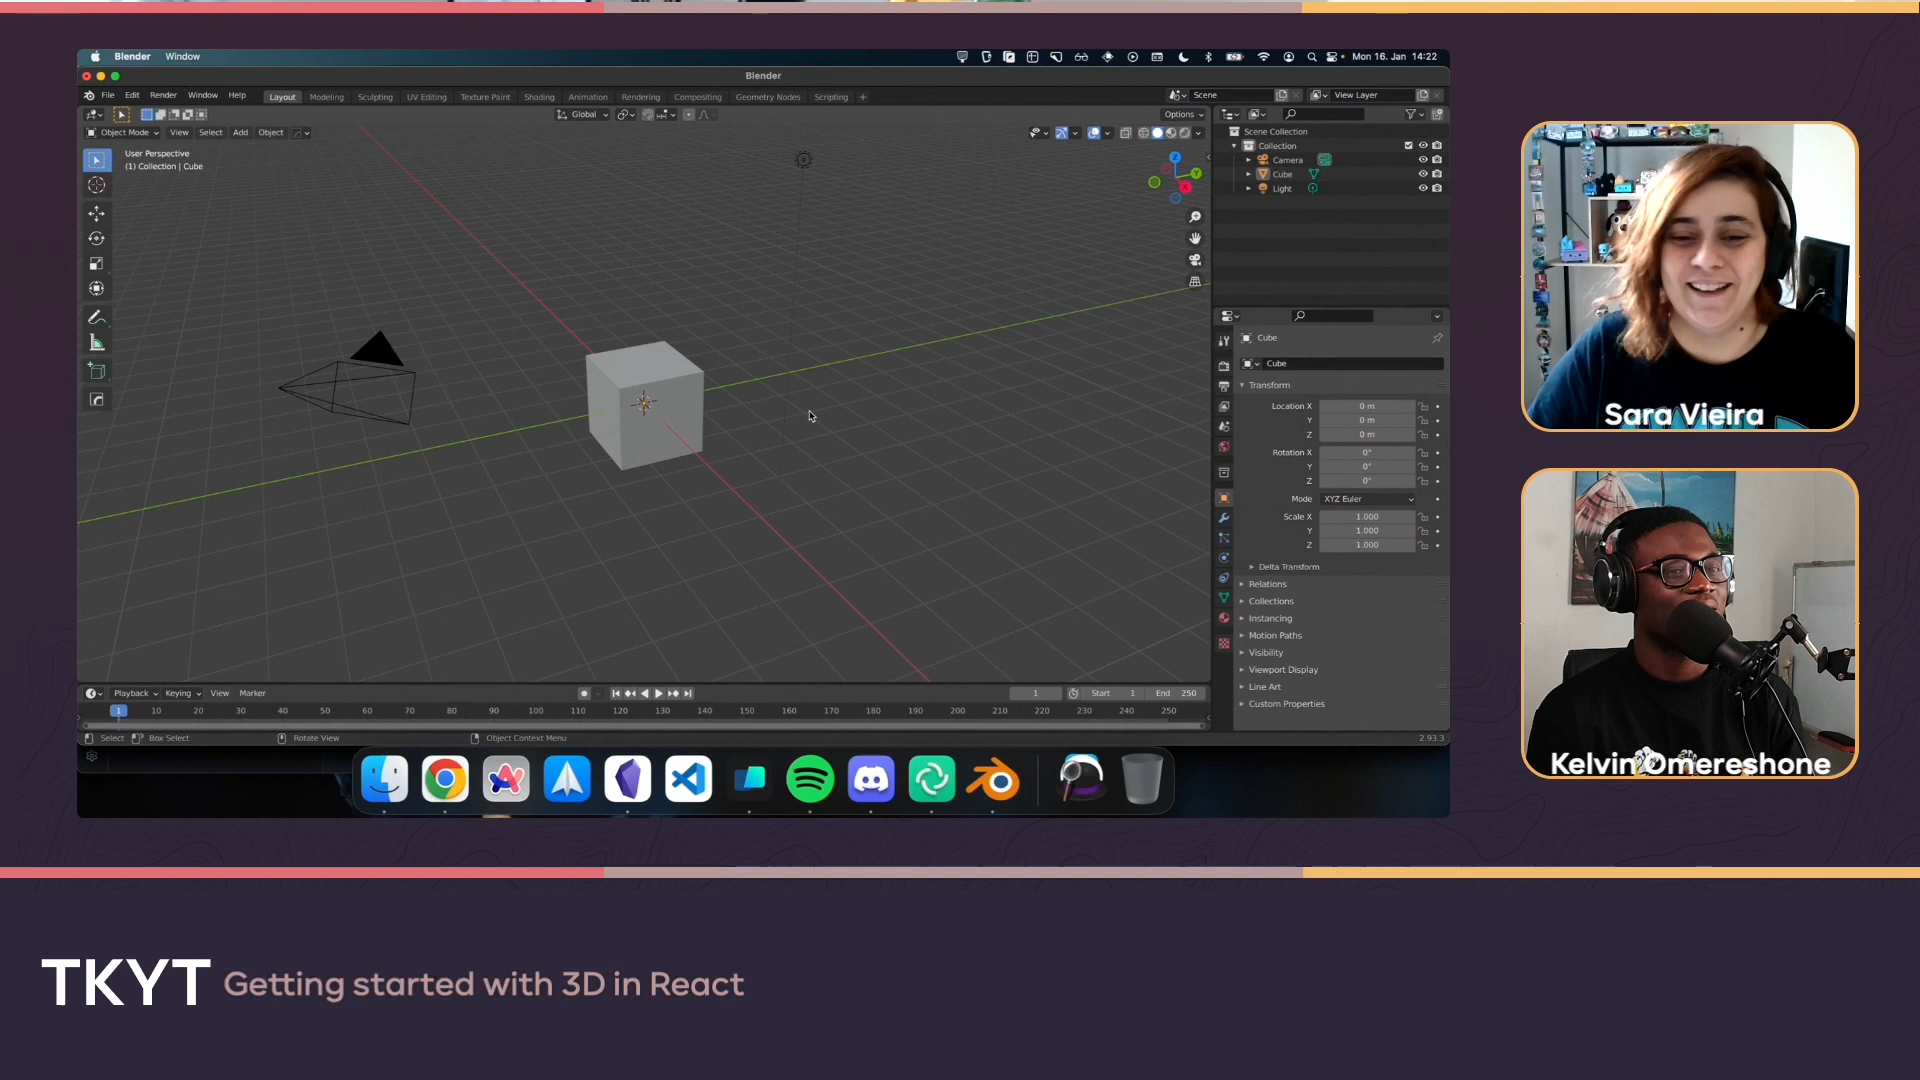 Blender Window Mon 16. Jan 14:22
Blender
File Edit Render Window Help Layout Modeling Sculpting UV Editing Texture Paint Shading Animation Rendering Compositing Geometry Nodes Scripting + Scene View Layer
Global Options
Object Mode View Select Add Object
User Perspective
(1) Collection | Cube
Z
Y
X
Scene Collection
Collection
Camera
Cube
Light
Cube
Cube
Transform
Location X 0 m
Y 0 m
Z 0 m
Rotation X 0°
Y 0°
Z 0°
Mode XYZ Euler
Scale X 1.000
Y 1.000
Z 1.000
Delta Transform
Relations
Collections
Instancing
Motion Paths
Visibility
Viewport Display
Line Art
Custom Properties
Playback Keying View Marker 1 Start 1 End 250
1 10 20 30 40 50 60 70 80 90 100 110 120 130 140 150 160 170 180 190 200 210 220 230 240 250
Select Box Select Rotate View Object Context Menu 2.93.3
Sara Vieira
Kelvin Omereshone
TKYT Getting started with 3D in React